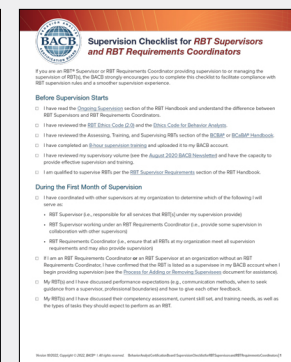 BEHAVIOR ANALYST
BACB
CERTIFICATION BOARD
Supervision Checklist for RBT Supervisors
and RBT Requirements Coordinators
If you are an RBT® Supervisor or RBT Requirements Coordinator providing supervision to or managing the
supervision of RBT(s), the BACB strongly encourages you to complete this checklist to facilitate compliance with
RBT supervision rules and a smoother supervision experience.
Before Supervision Starts
I have read the Ongoing Supervision section of the RBT Handbook and understand the difference between
RBT Supervisors and RBT Requirements Coordinators.
I have reviewed the RBT Ethics Code (2.0) and the Ethics Code for Behavior Analysts.
I have reviewed the Assessing, Training, and Supervising RBTs section of the BCBA® or BCaBA® Handbook.
I have completed an 8-hour supervision training and uploaded it to my BACB account.
I have reviewed my supervisory volume (see the August 2020 BACB Newsletter) and have the capacity to
provide effective supervision and training.
I am qualified to supervise RBTs per the RBT Supervisor Requirements section of the RBT Handbook.
During the First Month of Supervision
I have coordinated with other supervisors at my organization to determine which of the following I will
serve as:
• RBT Supervisor (i.e., responsible for all services that RBT[s] under my supervision provide)
• RBT Supervisor working under an RBT Requirements Coordinator (i.e., provide some supervision in
collaboration with other supervisors)
• Requirements Coordinator (i.e., ensure that all RBTs at my organization meet all supervision
requirements and may also provide supervision)
If I am an RBT Requirements Coordinator or an RBT Supervisor at an organization without an RBT
Requirements Coordinator, I have confirmed that the RBT is listed as a supervisee in my BACB account when I
begin providing supervision (see the Process for Adding or Removing Supervisees document for assistance).
My RBT(s) and I have discussed performance expectations (e.g., communication methods, when to seek
guidance from a supervisor, professional boundaries) and how to give each other feedback.
My RBT(s) and I have discussed their competency assessment, current skill set, and training needs, as well as
the types of tasks they should expect to perform as an RBT.
Copyright © 2022, BACB® | All rights reserved.